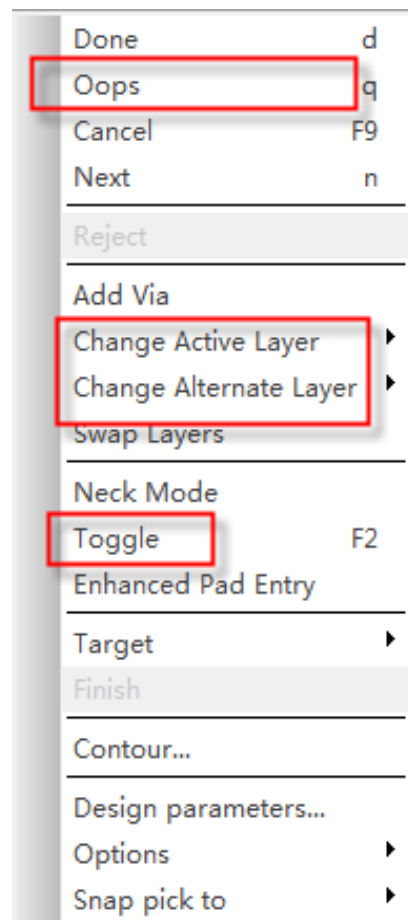 Done d
Oops q
Cancel F9
Next n
Reject
Add Via
Change Active Layer
Change Alternate Layer
Swap Layers
Neck Mode
Toggle F2
Enhanced Pad Entry
Target
Finish
Contour...
Design parameters...
Options
Snap pick to